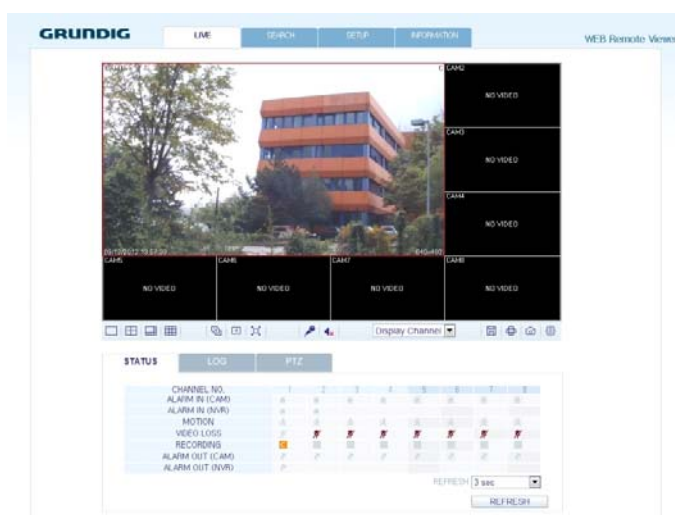 GRUNDIG
LIVE SEARCH SETUP INFORMATION
WEB Remote Viewer
CAM2
NO VIDEO
CAM3
NO VIDEO
CAM4
NO VIDEO
640x480
CAM5 CAM6 CAM7 CAM8
NO VIDEO NO VIDEO NO VIDEO NO VIDEO
Display Channel
STATUS LOG PTZ
CHANNEL NO. 1 2 3 4 5 6 7 8
ALARM IN (CAM)
ALARM IN (NVR)
MOTION
VIDEO LOSS
RECORDING C
ALARM OUT (CAM)
ALARM OUT (NVR)
REFRESH 3 sec
REFRESH